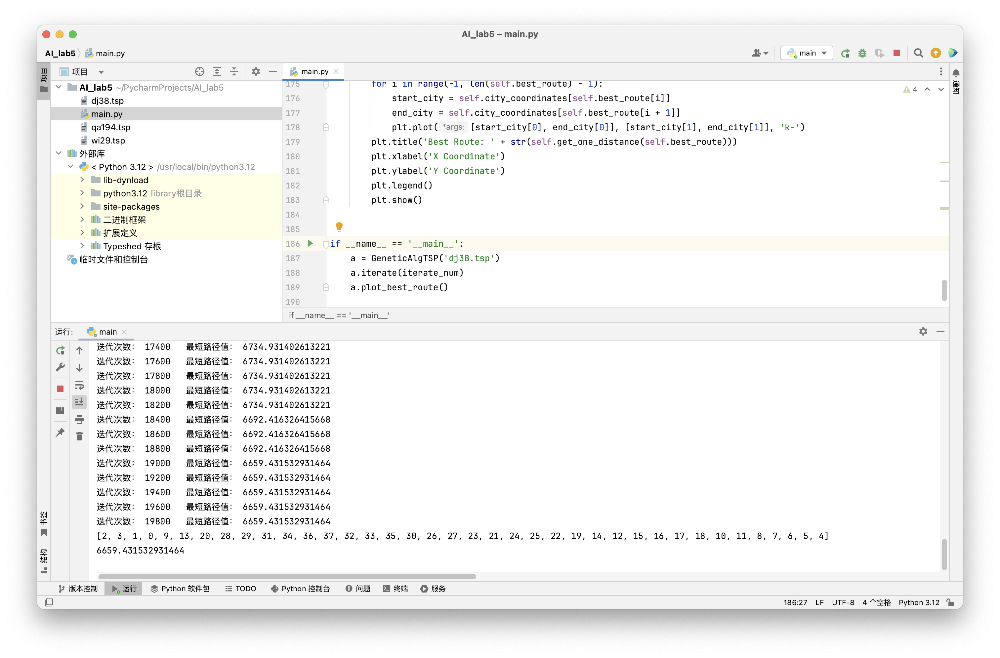 AI_lab5 – main.py
AI_lab5 main.py
main
项目
项目
AI_lab5 ~/PycharmProjects/AI_lab5
dj38.tsp
main.py
qa194.tsp
wi29.tsp
外部库
< Python 3.12 > /usr/local/bin/python3.12
lib-dynload
python3.12 library根目录
site-packages
二进制框架
扩展定义
Typeshed 存根
临时文件和控制台
main.py
4
通知
175 for i in range(-1, len(self.best_route) - 1):
176 start_city = self.city_coordinates[self.best_route[i]]
177 end_city = self.city_coordinates[self.best_route[i + 1]]
178 plt.plot( *args: [start_city[0], end_city[0]], [start_city[1], end_city[1]], 'k-')
179 plt.title('Best Route: ' + str(self.get_one_distance(self.best_route)))
180 plt.xlabel('X Coordinate')
181 plt.ylabel('Y Coordinate')
182 plt.legend()
183 plt.show()
184
185
186 if __name__ == '__main__':
187 a = GeneticAlgTSP('dj38.tsp')
188 a.iterate(iterate_num)
189 a.plot_best_route()
190
if __name__ == '__main__'
运行: main
迭代次数: 17400 最短路径值: 6734.931402613221
迭代次数: 17600 最短路径值: 6734.931402613221
迭代次数: 17800 最短路径值: 6734.931402613221
迭代次数: 18000 最短路径值: 6734.931402613221
迭代次数: 18200 最短路径值: 6734.931402613221
迭代次数: 18400 最短路径值: 6692.416326415668
迭代次数: 18600 最短路径值: 6692.416326415668
迭代次数: 18800 最短路径值: 6692.416326415668
迭代次数: 19000 最短路径值: 6659.431532931464
迭代次数: 19200 最短路径值: 6659.431532931464
迭代次数: 19400 最短路径值: 6659.431532931464
迭代次数: 19600 最短路径值: 6659.431532931464
迭代次数: 19800 最短路径值: 6659.431532931464
[2, 3, 1, 0, 9, 13, 20, 28, 29, 31, 34, 36, 37, 32, 33, 35, 30, 26, 27, 23, 21, 24, 25, 22, 19, 14, 12, 15, 16, 17, 18, 10, 11, 8, 7, 6, 5, 4]
6659.431532931464
书签
结构
版本控制 运行 Python 软件包 TODO Python 控制台 问题 终端 服务
186:27 LF UTF-8 4 个空格 Python 3.12